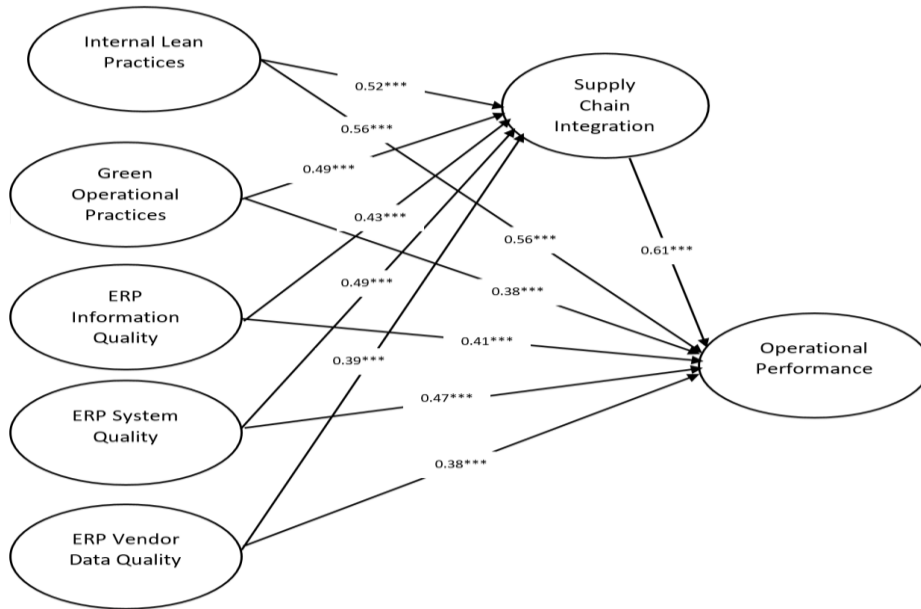 Internal Lean
Practices
Supply
Chain
Integration
0.52***
0.56***
Green
Operational
Practices
0.49***
0.43***
0.56***
0.61***
ERP
Information
Quality
0.49***
0.38***
0.41***
Operational
Performance
0.39***
ERP System
Quality
0.47***
0.38***
ERP Vendor
Data Quality